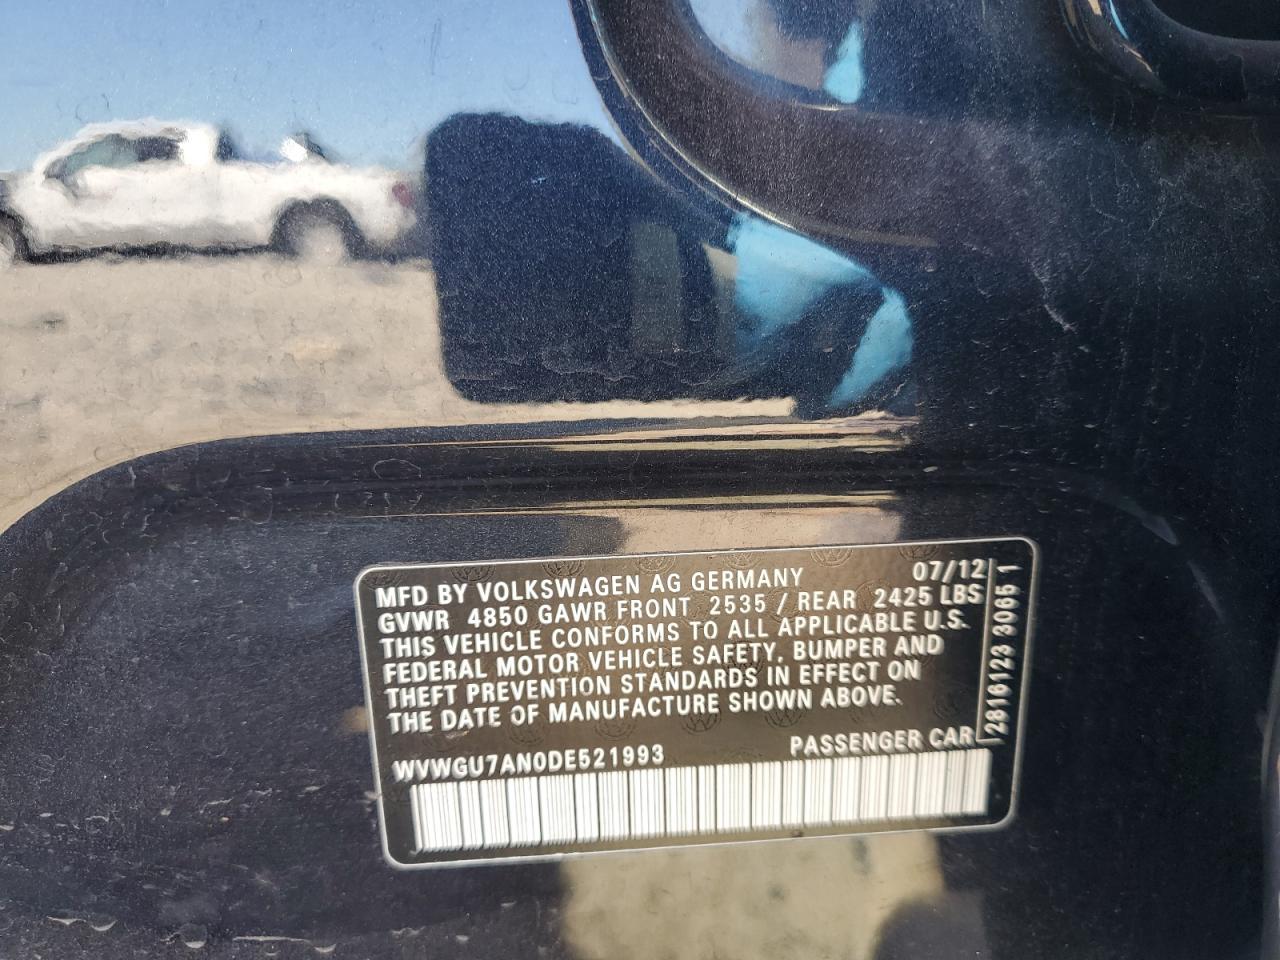 MFD BY VOLKSWAGEN AG GERMANY 07/12
GVWR 4850 GAWR FRONT 2535 / REAR 2425 LBS
THIS VEHICLE CONFORMS TO ALL APPLICABLE U.S.
FEDERAL MOTOR VEHICLE SAFETY, BUMPER AND
THEFT PREVENTION STANDARDS IN EFFECT ON
THE DATE OF MANUFACTURE SHOWN ABOVE.
WVWGU7AN0DE521993 PASSENGER CAR
2816123 3065 1